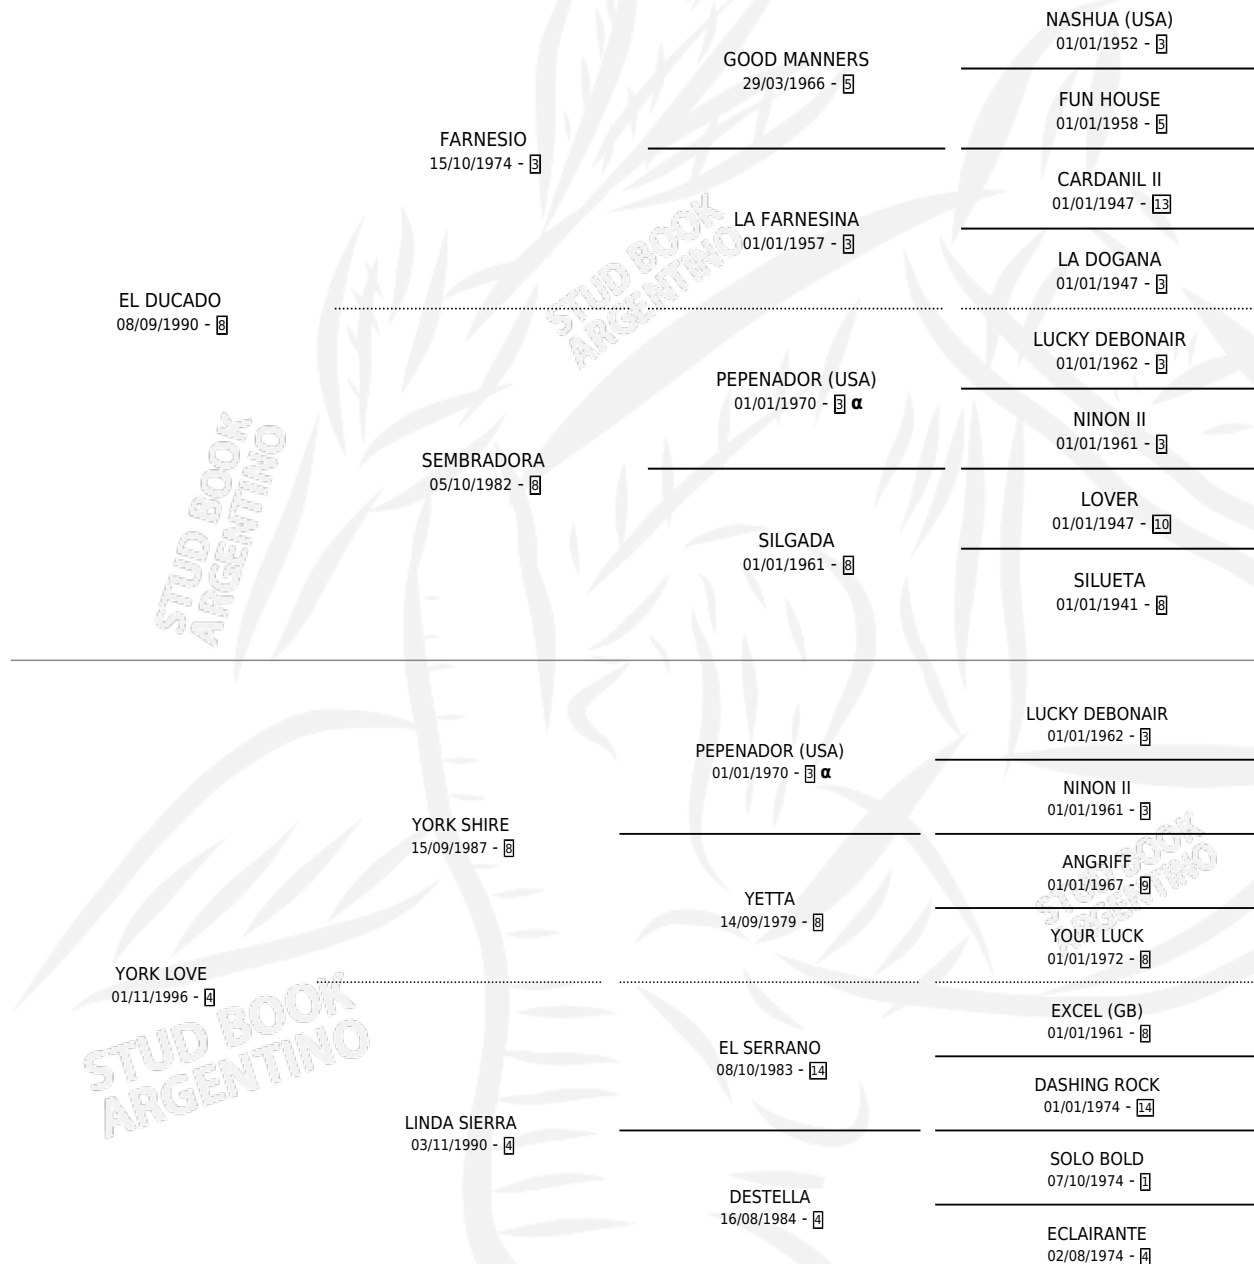 NASHUA (USA)
01/01/1952 - 3
GOOD MANNERS
29/03/1966 - 5
FUN HOUSE
01/01/1958 - 5
FARNESIO
15/10/1974 - 3
CARDANIL II
01/01/1947 - 13
LA FARNESINA
01/01/1957 - 3
LA DOGANA
01/01/1947 - 3
EL DUCADO
08/09/1990 - 8
LUCKY DEBONAIR
01/01/1962 - 3
PEPENADOR (USA)
01/01/1970 - 3 α
NINON II
01/01/1961 - 3
SEMBRADORA
05/10/1982 - 8
LOVER
01/01/1947 - 10
SILGADA
01/01/1961 - 8
SILUETA
01/01/1941 - 8
LUCKY DEBONAIR
01/01/1962 - 3
PEPENADOR (USA)
01/01/1970 - 3 α
NINON II
01/01/1961 - 3
YORK SHIRE
15/09/1987 - 8
ANGRIFF
01/01/1967 - 9
YETTA
14/09/1979 - 8
YOUR LUCK
01/01/1972 - 8
YORK LOVE
01/11/1996 - 4
EXCEL (GB)
01/01/1961 - 8
EL SERRANO
08/10/1983 - 14
DASHING ROCK
01/01/1974 - 14
LINDA SIERRA
03/11/1990 - 4
SOLO BOLD
07/10/1974 - 1
DESTELLA
16/08/1984 - 4
ECLAIRANTE
02/08/1974 - 4
STUD BOOK
ARGENTINO
STUD BOOK
ARGENTINO
STUD BOOK
ARGENTINO
STUD BOOK
ARGENTINO